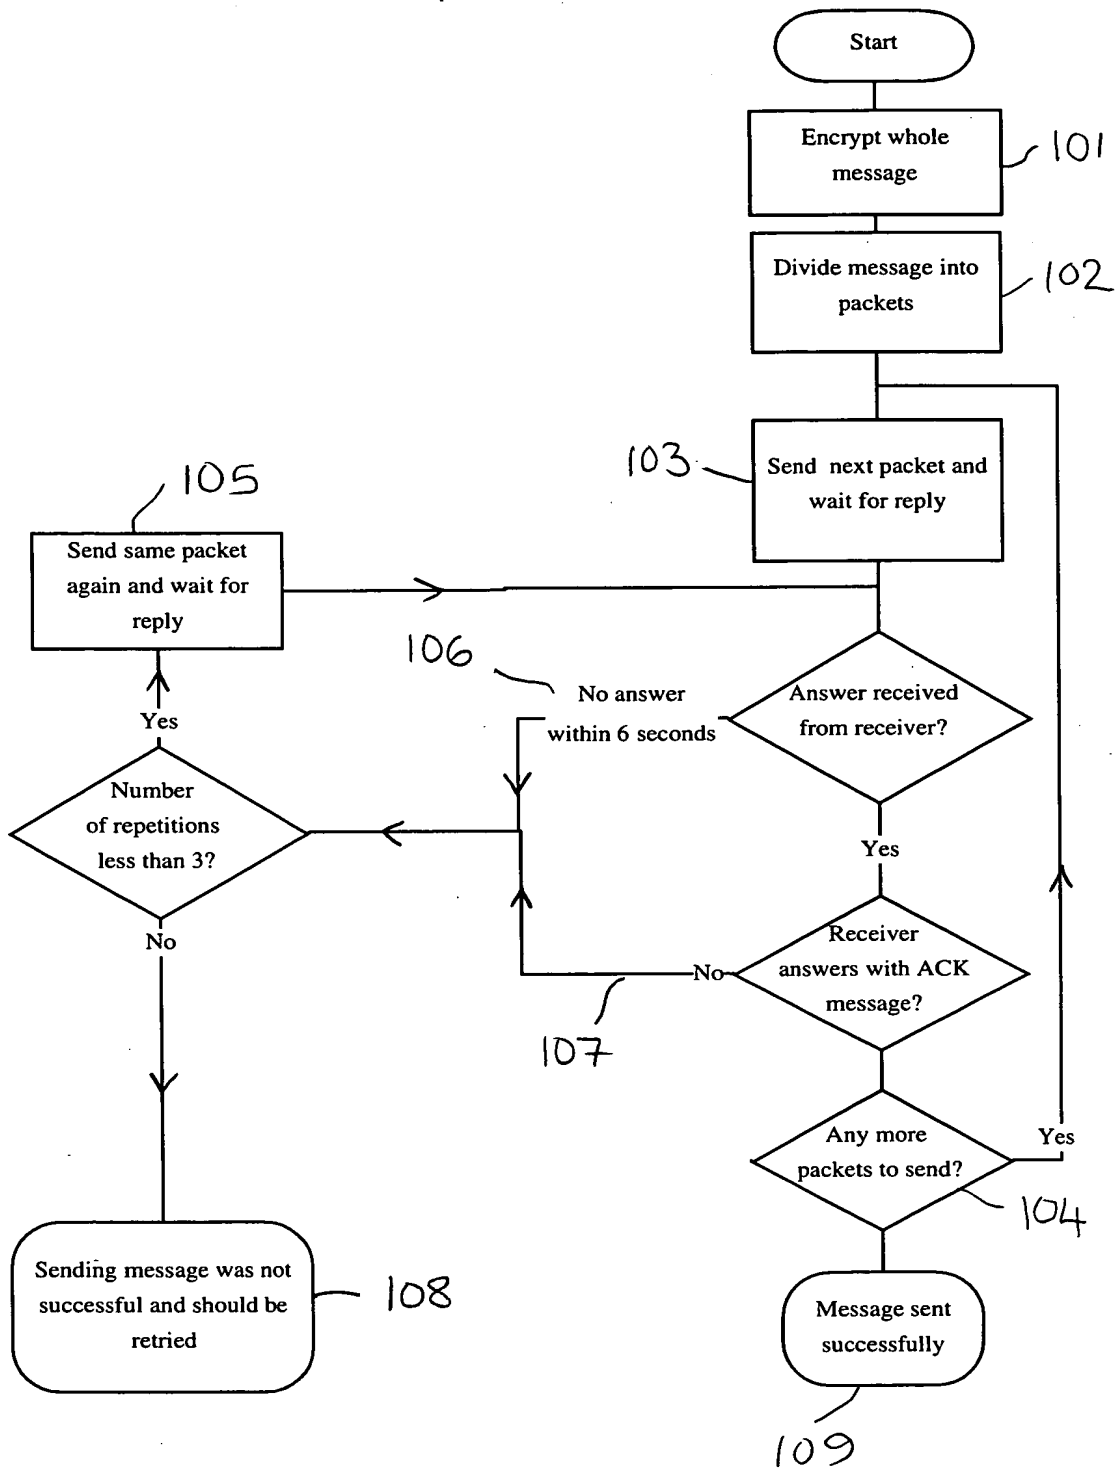 Start
Encrypt whole
message
101
Divide message into
packets
102
103
Send next packet and
wait for reply
105
Send same packet
again and wait for
reply
106
No answer
within 6 seconds
Answer received
from receiver?
Yes
Number
of repetitions
less than 3?
Yes
No
Receiver
answers with ACK
message?
No
107
Any more
packets to send?
Yes
104
Sending message was not
successful and should be
retried
108
Message sent
successfully
109